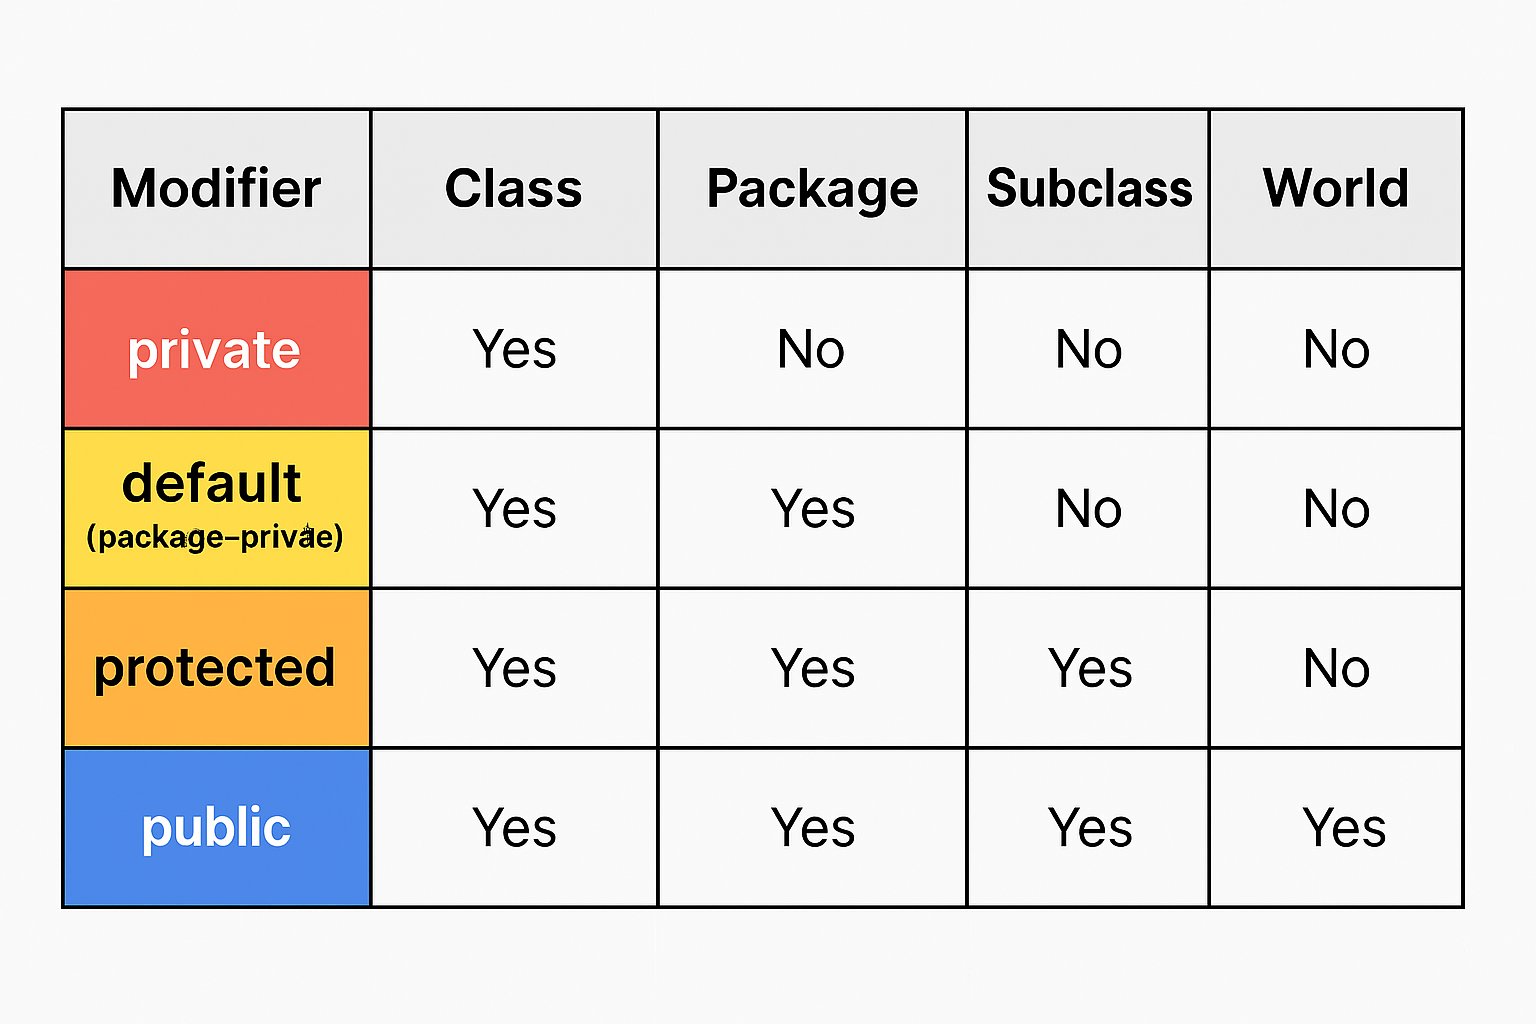 Modifier Class Package Subclass World
private Yes No No No
default
(package-privae) Yes Yes No No
protected Yes Yes Yes No
public Yes Yes Yes Yes